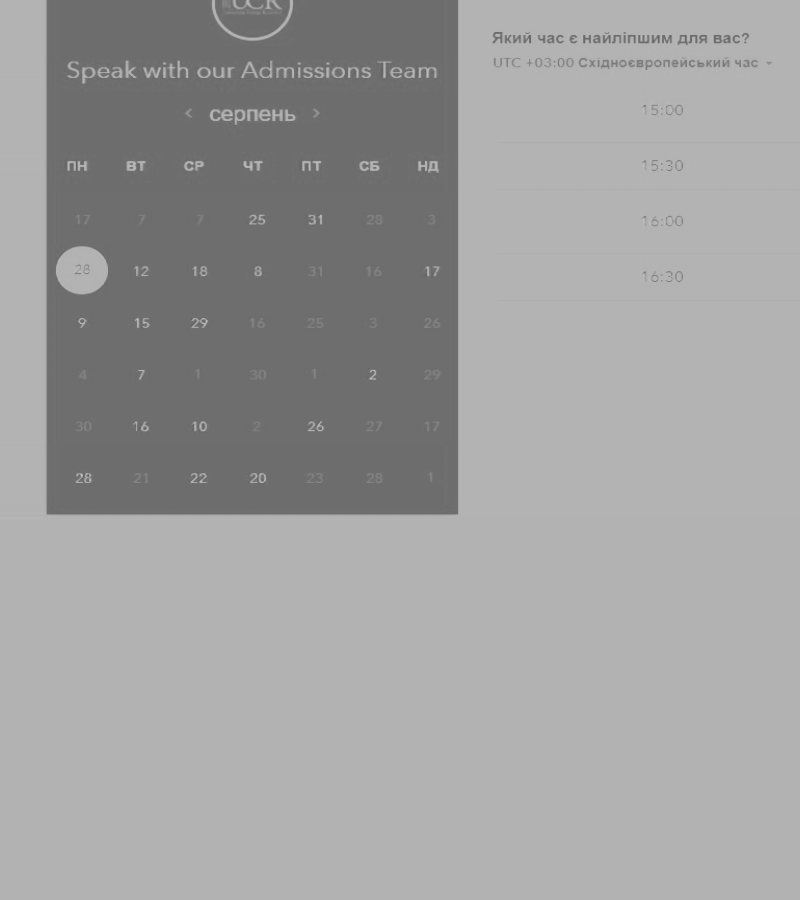 UCR
Speak with our Admissions Team
серпень
ПН ВТ СР ЧТ ПТ СБ НД
17 7 7 25 31 28 3
28 12 18 8 31 16 17
9 15 29 16 25 3 26
4 7 1 30 1 2 29
30 16 10 2 26 27 17
28 21 22 20 23 28 1
Який час є найліпшим для вас?
UTC +03:00 Східноєвропейський час
15:00
15:30
16:00
16:30